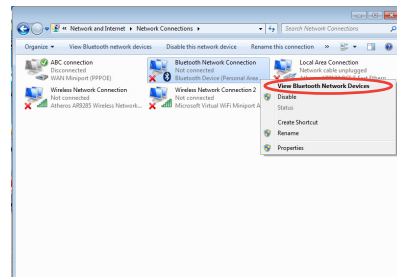 « Network and Internet ▸ Network Connections ▸
Search Network Connections
Organize
View Bluetooth network devices
Disable this network device
Rename this connection
»
ABC connection
Disconnected
WAN Miniport (PPPOE)
Bluetooth Network Connection
Not connected
Bluetooth Device (Personal Area
Local Area Connection
Network cable unplugged
Wireless Network Connection
Not connected
Atheros AR9285 Wireless Network...
Wireless Network Connection 2
Not connected
Microsoft Virtual WiFi Miniport A
View Bluetooth Network Devices
Disable
Status
Create Shortcut
Rename
Properties